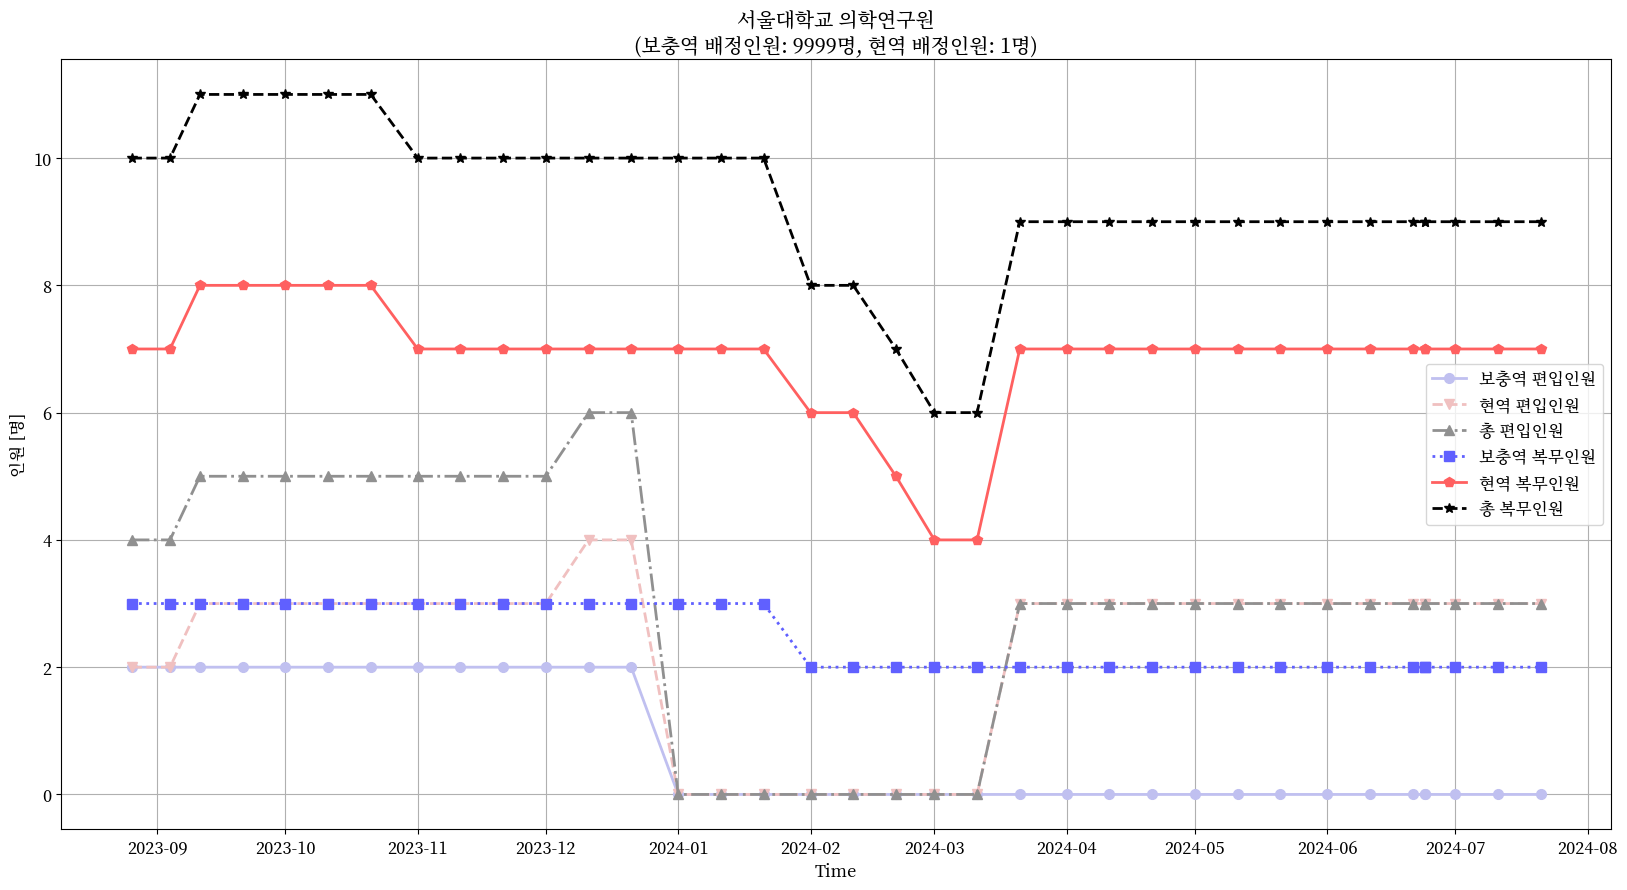 서울대학교 의학연구원
(보충역 배정인원: 9999명, 현역 배정인원: 1명)
인원 [명]
10
8
6
4
2
0
보충역 편입인원
현역 편입인원
총 편입인원
보충역 복무인원
현역 복무인원
총 복무인원
2023-09
2023-10
2023-11
2023-12
2024-01
2024-02
2024-03
2024-04
2024-05
2024-06
2024-07
2024-08
Time